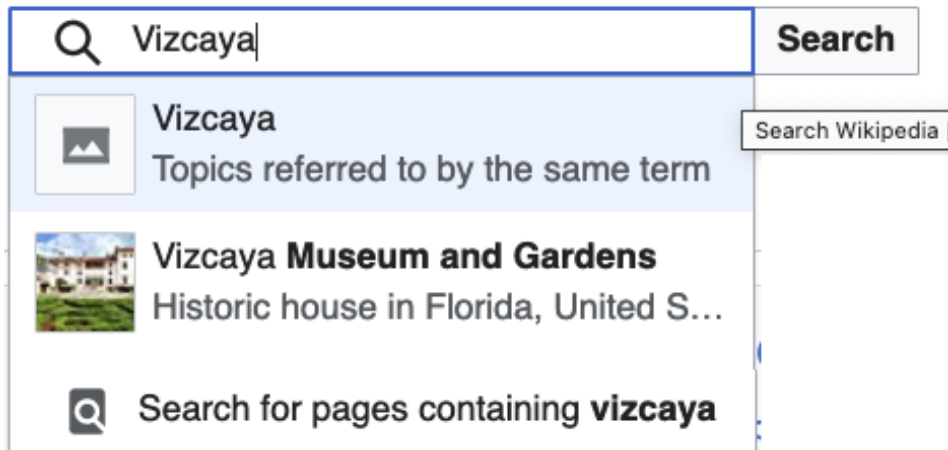 Vizcaya
Search
Vizcaya
Topics referred to by the same term
Search Wikipedia
Vizcaya Museum and Gardens
Historic house in Florida, United S...
Search for pages containing vizcaya